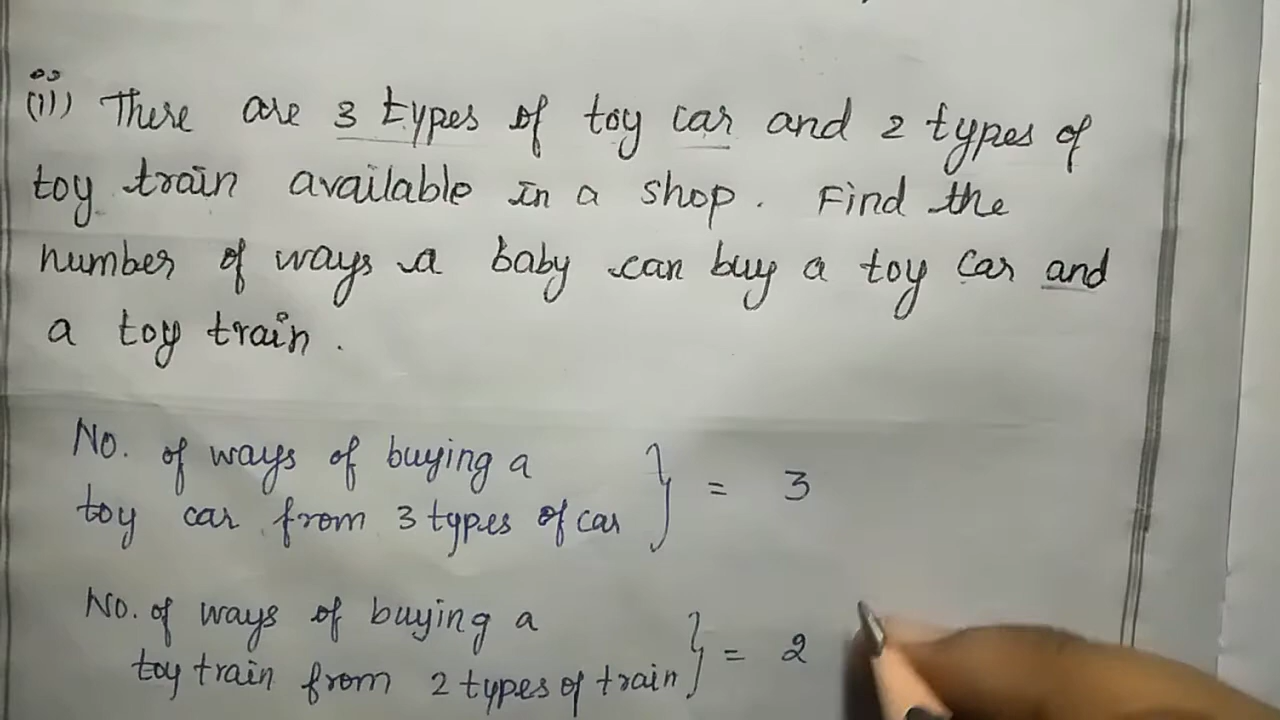 (ii) There are 3 types of toy car and 2 types of
toy train available in a shop. Find the
number of ways a baby can buy a toy car and
a toy train.
No. of ways of buying a
toy car from 3 types of car } = 3
No. of ways of buying a
toy train from 2 types of train } = 2